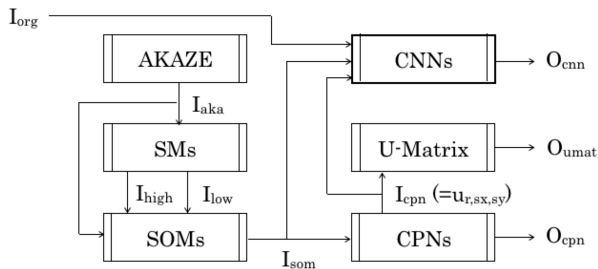 I_org
AKAZE
CNNs
O_cnn
I_aka
SMs
U-Matrix
O_umat
I_high
I_low
I_cpn (=u_r,sx,sy)
SOMs
CPNs
O_cpn
I_som